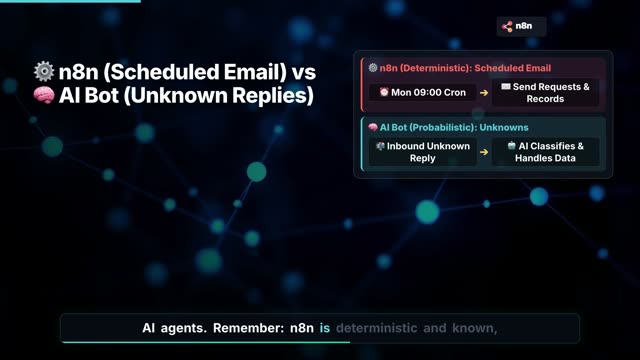 n8n
⚙️ n8n (Scheduled Email) vs
🧠 AI Bot (Unknown Replies)
⚙️ n8n (Deterministic): Scheduled Email
⏰ Mon 09:00 Cron → ✉️ Send Requests &
Records
🧠 AI Bot (Probabilistic): Unknowns
📬 Inbound Unknown
Reply
→
🤖 AI Classifies &
Handles Data
AI agents. Remember: n8n is deterministic and known,